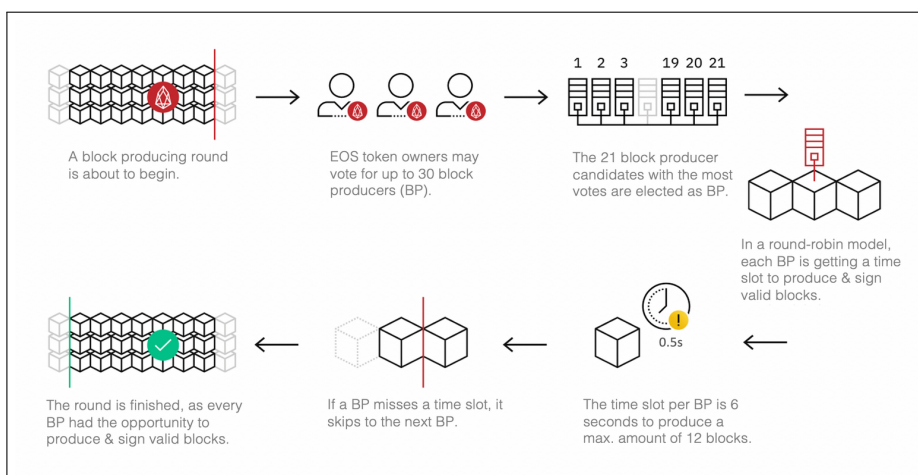 A block producing round
is about to begin.
EOS token owners may
vote for up to 30 block
producers (BP).
1 2 3 19 20 21
The 21 block producer
candidates with the most
votes are elected as BP.
In a round-robin model,
each BP is getting a time
slot to produce & sign
valid blocks.
!
0.5s
The time slot per BP is 6
seconds to produce a
max. amount of 12 blocks.
If a BP misses a time slot, it
skips to the next BP.
The round is finished, as every
BP had the opportunity to
produce & sign valid blocks.